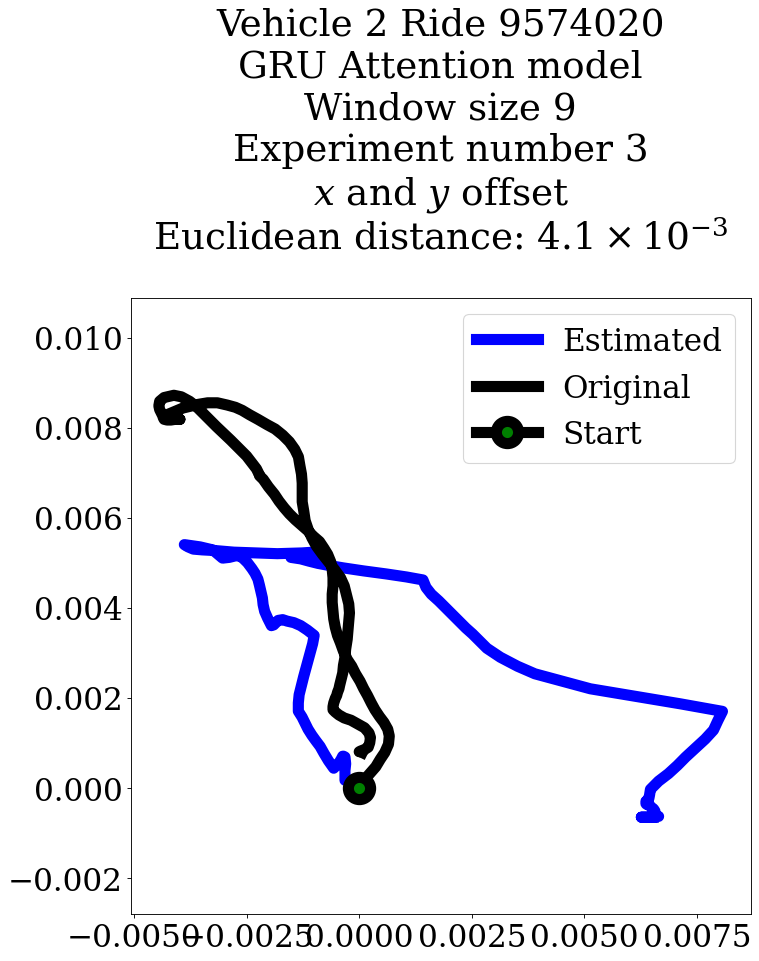 Vehicle 2 Ride 9574020
GRU Attention model
Window size 9
Experiment number 3
x and y offset
Euclidean distance: 4.1 × 10⁻³
Estimated
Original
Start
0.010
0.008
0.006
0.004
0.002
0.000
−0.002
−0.0050 −0.0025 0.0000 0.0025 0.0050 0.0075